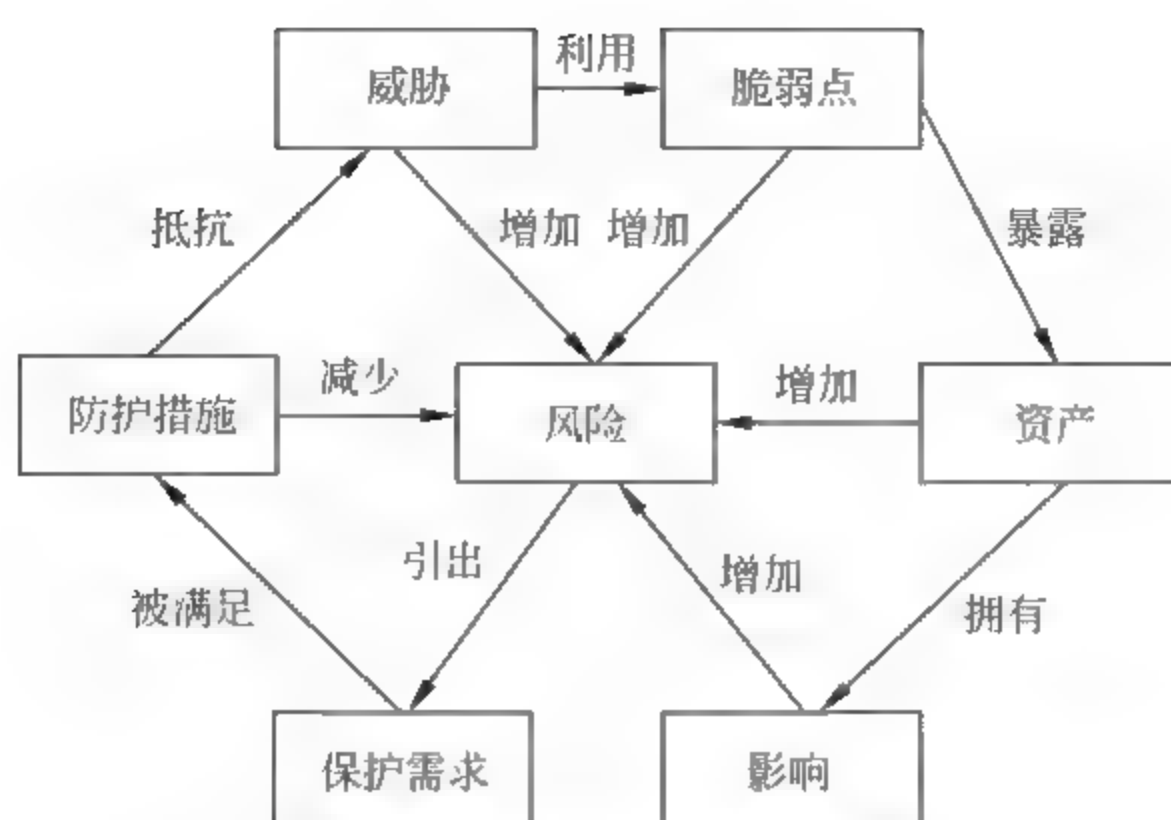 利用
威胁
脆弱点
抵抗
增加
增加
暴露
减少
增加
防护措施
风险
资产
引出
增加
被满足
拥有
保护需求
影响